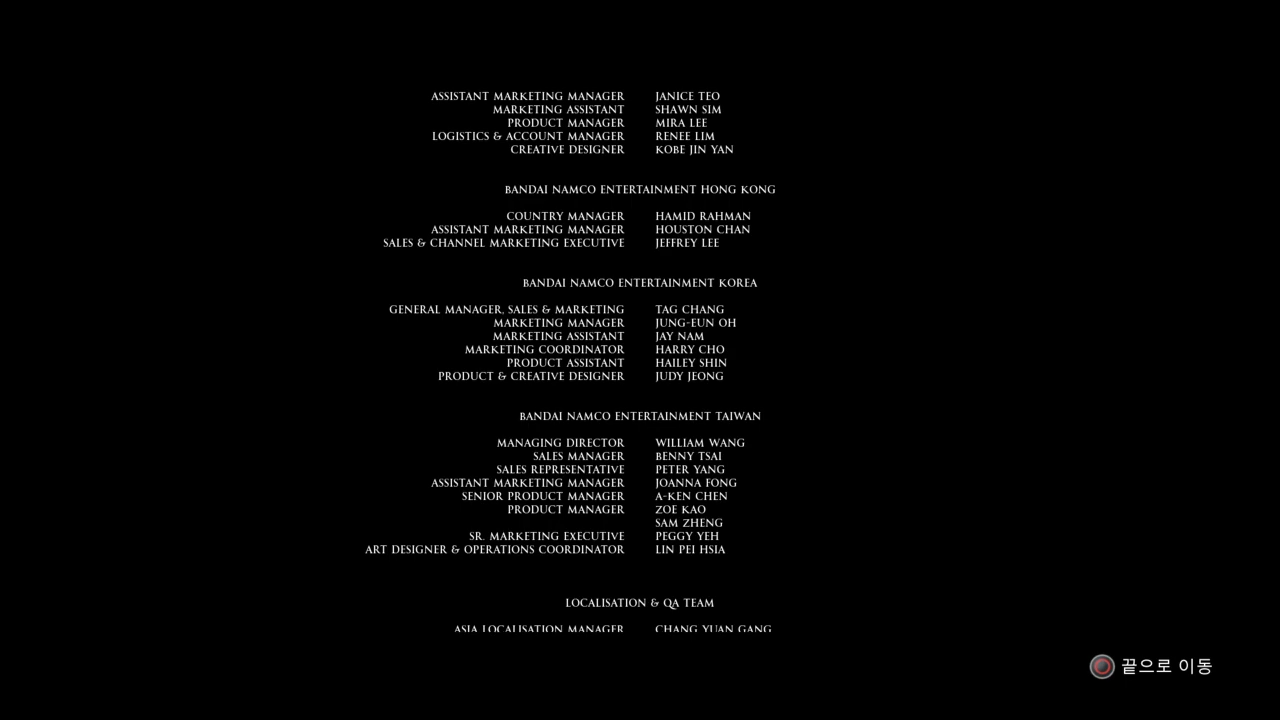 ASSISTANT MARKETING MANAGER JANICE TEO
MARKETING ASSISTANT SHAWN SIM
PRODUCT MANAGER MIRA LEE
LOGISTICS & ACCOUNT MANAGER RENEE LIM
CREATIVE DESIGNER KOBE JIN YAN
BANDAI NAMCO ENTERTAINMENT HONG KONG
COUNTRY MANAGER HAMID RAHMAN
ASSISTANT MARKETING MANAGER HOUSTON CHAN
SALES & CHANNEL MARKETING EXECUTIVE JEFFREY LEE
BANDAI NAMCO ENTERTAINMENT KOREA
GENERAL MANAGER, SALES & MARKETING TAG CHANG
MARKETING MANAGER JUNG-EUN OH
MARKETING ASSISTANT JAY NAM
MARKETING COORDINATOR HARRY CHO
PRODUCT ASSISTANT HAILEY SHIN
PRODUCT & CREATIVE DESIGNER JUDY JEONG
BANDAI NAMCO ENTERTAINMENT TAIWAN
MANAGING DIRECTOR WILLIAM WANG
SALES MANAGER BENNY TSAI
SALES REPRESENTATIVE PETER YANG
ASSISTANT MARKETING MANAGER JOANNA FONG
SENIOR PRODUCT MANAGER A-KEN CHEN
PRODUCT MANAGER ZOE KAO
SAM ZHENG
SR. MARKETING EXECUTIVE PEGGY YEH
ART DESIGNER & OPERATIONS COORDINATOR LIN PEI HSIA
LOCALISATION & QA TEAM
ASIA LOCALISATION MANAGER CHANG YUAN GANG
끝으로 이동